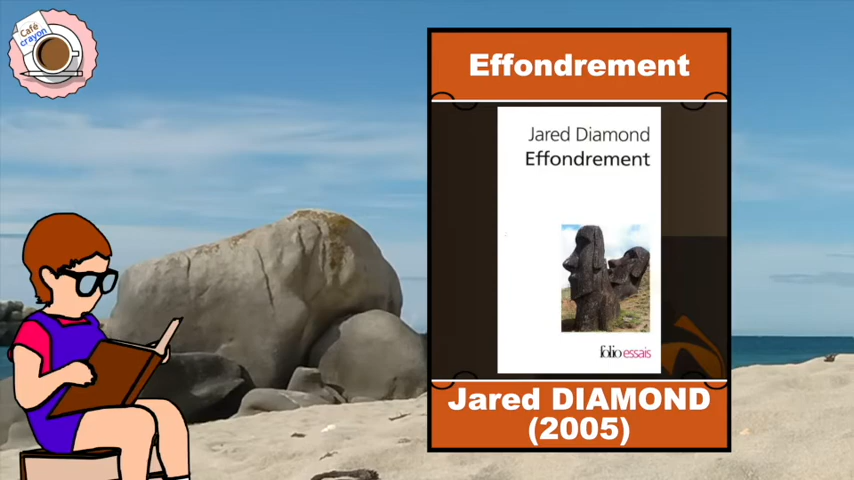 Café
crayon
Effondrement
Jared Diamond
Effondrement
folio essais
Jared DIAMOND
(2005)